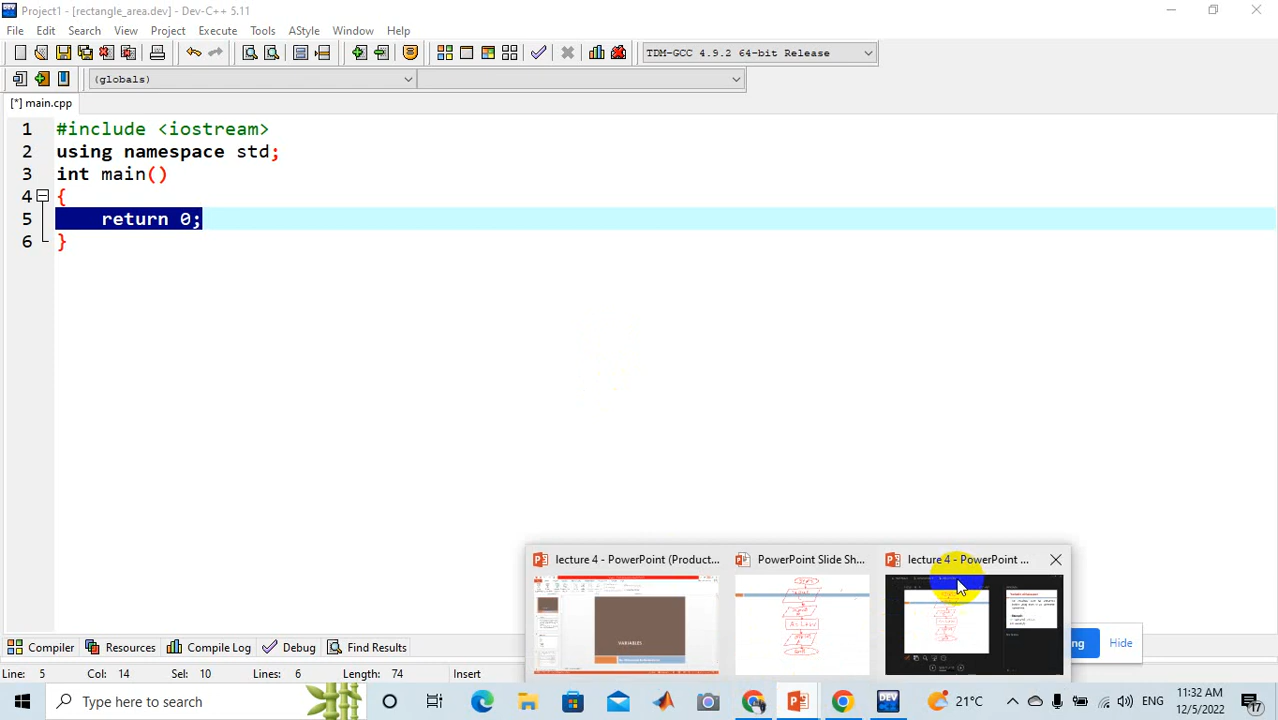 Project1 - [rectangle_area.dev] - Dev-C++ 5.11
File Edit Search View Project Execute Tools AStyle Window Help
TDM-GCC 4.9.2 64-bit Release
(globals)
[*] main.cpp
1 #include <iostream>
2 using namespace std;
3 int main()
4 {
5 return 0;
6 }
lecture 4 - PowerPoint (Product... PowerPoint Slide Sh... lecture 4 - PowerPoint ...
VARIABLES
Hide
Compiler Resources Compile Log Debug Find Results
Line: 5 Col: 14 Sel: 10 Lines: 6 Length: 74 Insert
Type here to search
21°C
ENG
11:32 AM
12/5/2022
17